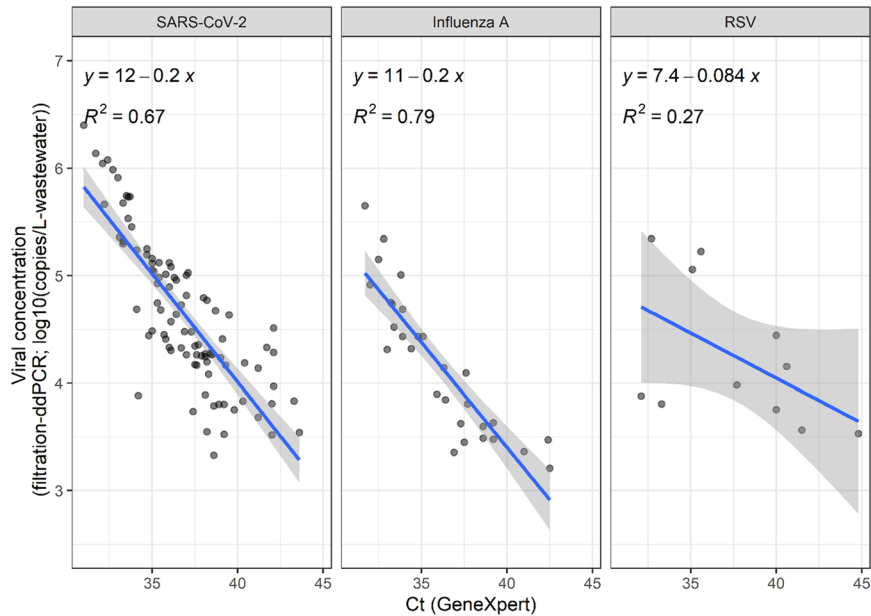 SARS-CoV-2
Influenza A
RSV
y = 12 – 0.2 x
R² = 0.67
y = 11 – 0.2 x
R² = 0.79
y = 7.4 – 0.084 x
R² = 0.27
Viral concentration
(filtration-ddPCR; log10(copies/L-wastewater))
7
6
5
4
3
35 40 45
35 40 45
35 40 45
Ct (GeneXpert)